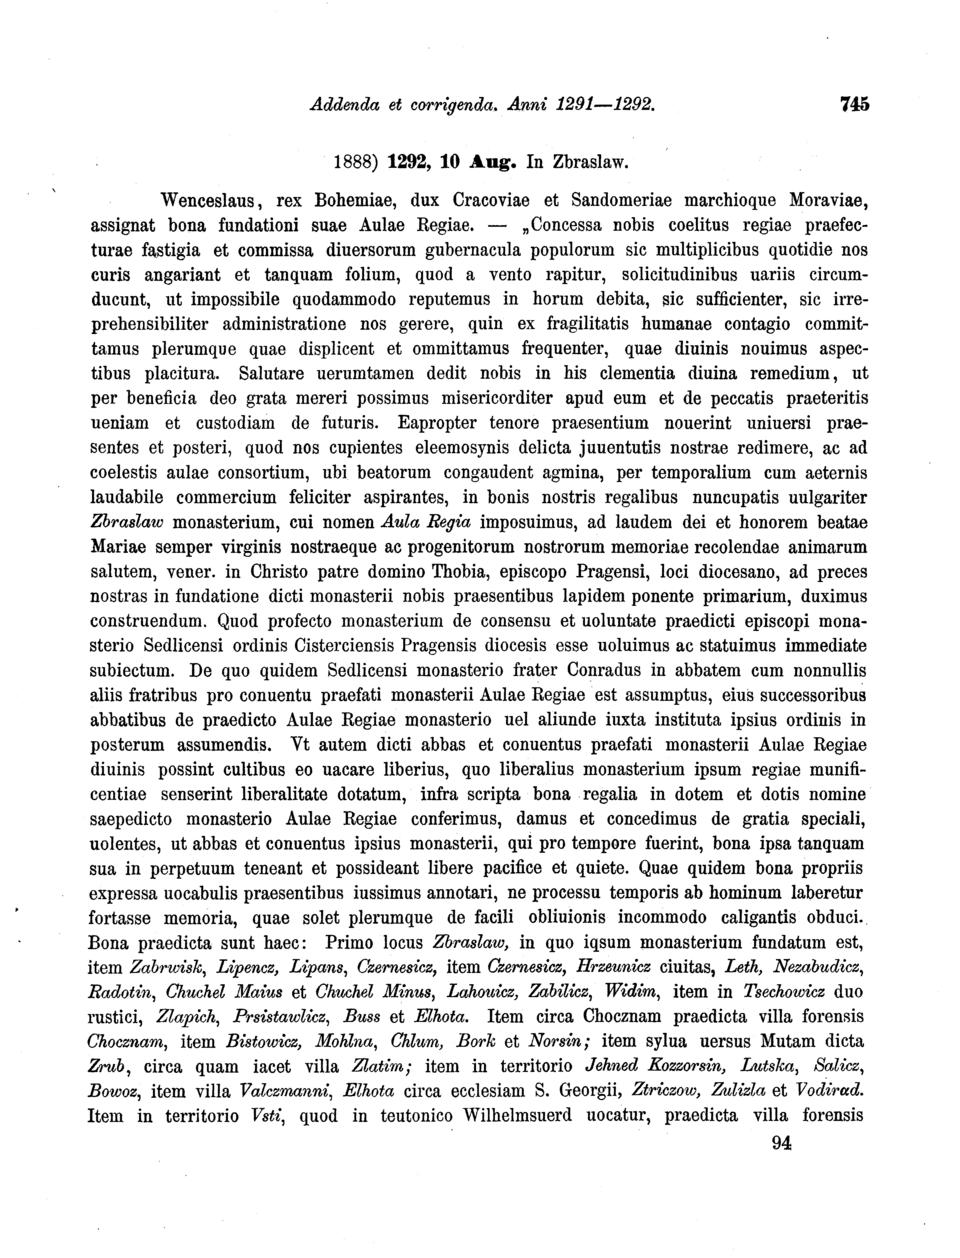 Addenda et corrigenda. Anni 1291—1292. 745
1888) 1292, 10 Aug. In Zbraslaw.
Wenceslaus, rex Bohemiae, dux Cracoviae et Sandomeriae marchioque Moraviae,
assignat bona fundationi suae Aulae Regiae. — „Concessa nobis coelitus regiae praefec-
turae fastigia et commissa diuersorum gubernacula populorum sic multiplicibus quotidie nos
curis angariant et tanquam folium, quod a vento rapitur, solicitudinibus uariis circum-
ducunt, ut impossibile quodammodo reputemus in horum debita, sic sufficienter, sic irre-
prehensibiliter administratione nos gerere, quin ex fragilitatis humanae contagio commit-
tamus plerumque quae displicent et ommittamus frequenter, quae diuinis nouimus aspec-
tibus placitura. Salutare uerumtamen dedit nobis in his clementia diuina remedium, ut
per beneficia deo grata mereri possimus misericorditer apud eum et de peccatis praeteritis
ueniam et custodiam de futuris. Eapropter tenore praesentium nouerint uniuersi prae-
sentes et posteri, quod nos cupientes eleemosynis delicta juuentutis nostrae redimere, ac ad
coelestis aulae consortium, ubi beatorum congaudent agmina, per temporalium cum aeternis
laudabile commercium feliciter aspirantes, in bonis nostris regalibus nuncupatis uulgariter
Zbraslaw monasterium, cui nomen Aula Regia imposuimus, ad laudem dei et honorem beatae
Mariae semper virginis nostraeque ac progenitorum nostrorum memoriae recolendae animarum
salutem, vener. in Christo patre domino Thobia, episcopo Pragensi, loci diocesano, ad preces
nostras in fundatione dicti monasterii nobis praesentibus lapidem ponente primarium, duximus
construendum. Quod profecto monasterium de consensu et uoluntate praedicti episcopi mona-
sterio Sedlicensi ordinis Cisterciensis Pragensis diocesis esse uoluimus ac statuimus immediate
subiectum. De quo quidem Sedlicensi monasterio frater Conradus in abbatem cum nonnullis
aliis fratribus pro conuentu praefati monasterii Aulae Regiae est assumptus, eius successoribus
abbatibus de praedicto Aulae Regiae monasterio uel aliunde iuxta instituta ipsius ordinis in
posterum assumendis. Vt autem dicti abbas et conuentus praefati monasterii Aulae Regiae
diuinis possint cultibus eo uacare liberius, quo liberalius monasterium ipsum regiae munifi-
centiae senserint liberalitate dotatum, infra scripta bona regalia in dotem et dotis nomine
saepedicto monasterio Aulae Regiae conferimus, damus et concedimus de gratia speciali,
uolentes, ut abbas et conuentus ipsius monasterii, qui pro tempore fuerint, bona ipsa tanquam
sua in perpetuum teneant et possideant libere pacifice et quiete. Quae quidem bona propriis
expressa uocabulis praesentibus iussimus annotari, ne processu temporis ab hominum laberetur
fortasse memoria, quae solet plerumque de facili obliuionis incommodo caligantis obduci.
Bona praedicta sunt haec: Primo locus Zbraslaw, in quo iqsum monasterium fundatum est,
item Zabrwisk, Lipencz, Lipans, Czernesicz, item Czernesicz, Hrzeunicz ciuitas, Leth, Nezabudicz,
Radotin, Chuchel Maius et Chuchel Minus, Lahouicz, Zabilicz, Widim, item in Tsechowicz duo
rustici, Zlapich, Prsistawlicz, Buss et Elhota. Item circa Chocznam praedicta villa forensis
Chocznam, item Bistowicz, Mohlna, Chlum, Bork et Norsin; item sylua uersus Mutam dicta
Zrub, circa quam iacet villa Zlatim; item in territorio Jehned Kozzorsin, Lutska, Salicz,
Bowoz, item villa Valczmanni, Elhota circa ecclesiam S. Georgii, Ztriczow, Zulizla et Vodirad.
Item in territorio Vsti, quod in teutonico Wilhelmsuerd uocatur, praedicta villa forensis
94